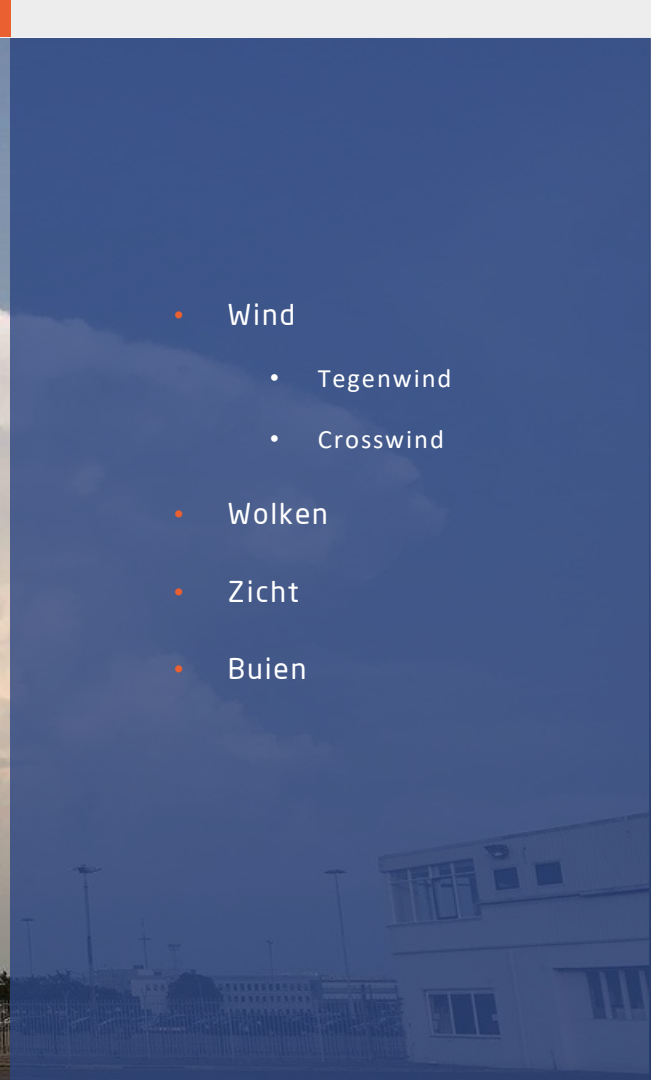 • Wind
• Tegenwind
• Crosswind
• Wolken
• Zicht
• Buien